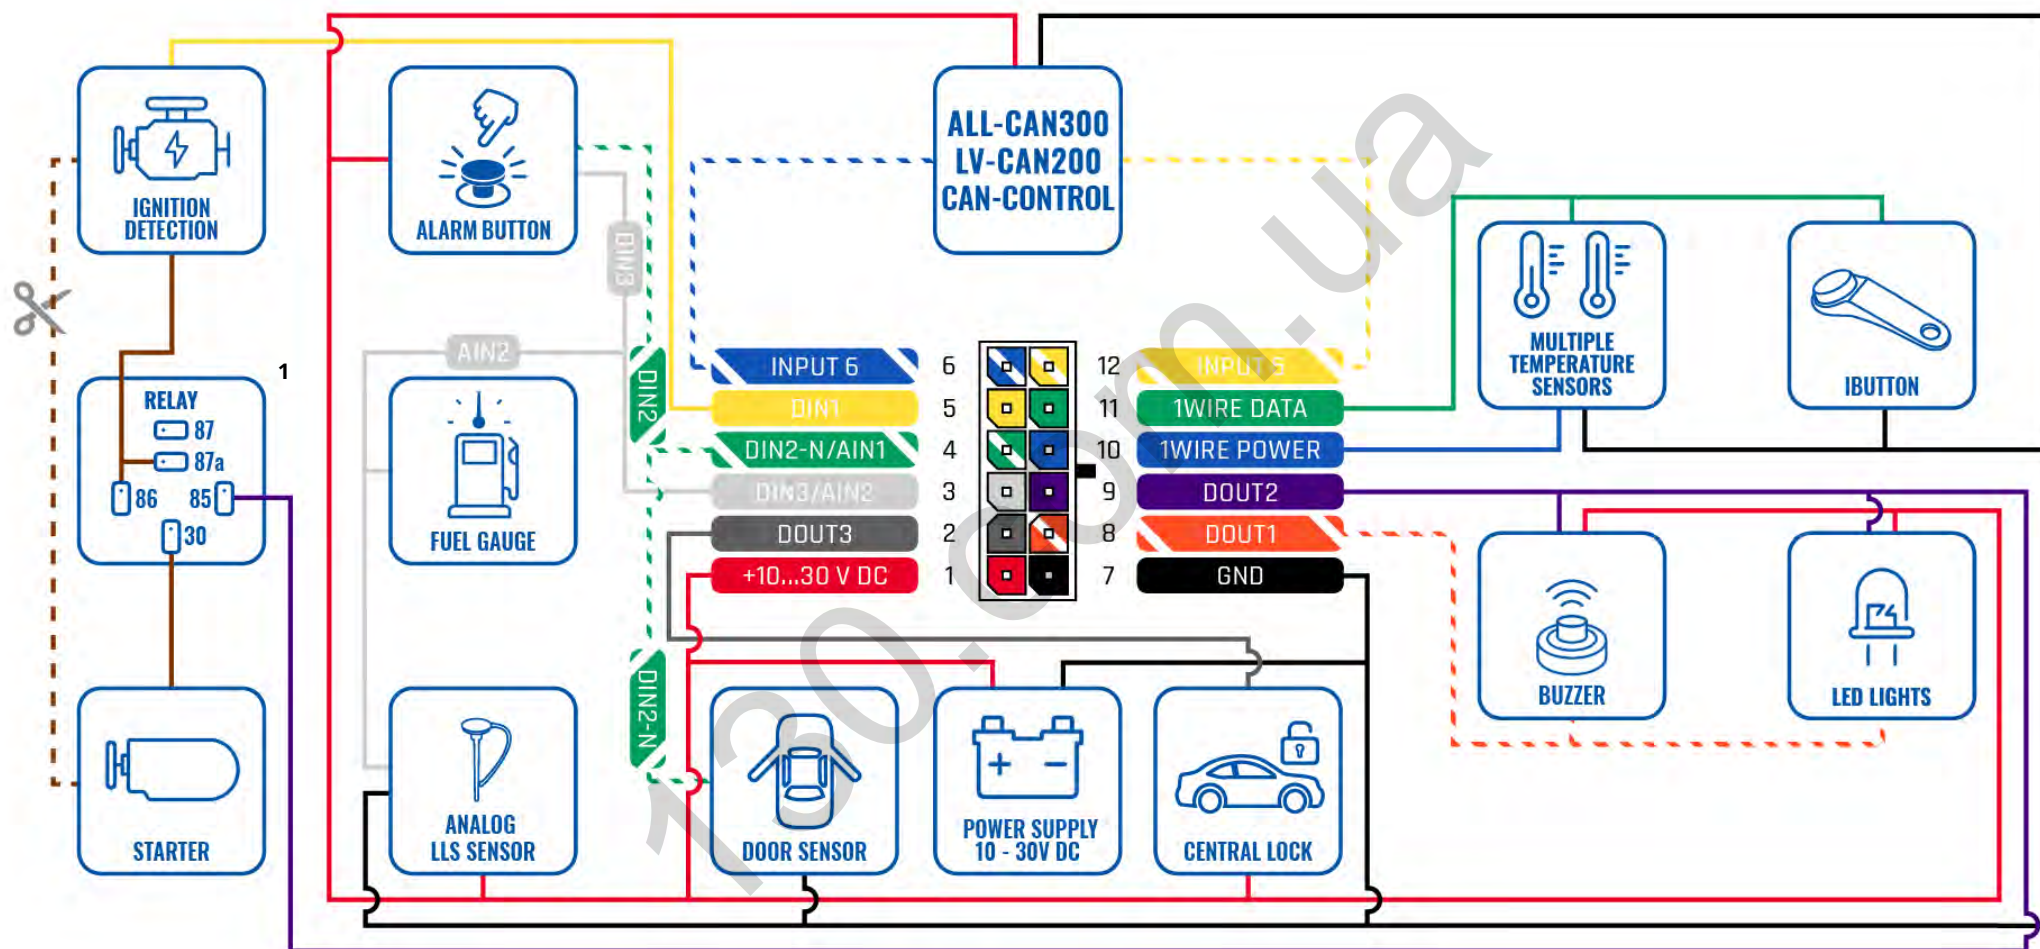 IGNITION
DETECTION
ALARM BUTTON
ALL-CAN300
LV-CAN200
CAN-CONTROL
DIN3
AIN2
DIN2
MULTIPLE
TEMPERATURE
SENSORS
IBUTTON
1
RELAY
87
87a
86
85
30
FUEL GAUGE
INPUT 6
6
12
INPUT 5
DIN1
5
11
1WIRE DATA
DIN2-N/AIN1
4
10
1WIRE POWER
DIN3/AIN2
3
9
DOUT2
DOUT3
2
8
DOUT1
+10...30 V DC
1
7
GND
DIN2-N
BUZZER
LED LIGHTS
STARTER
ANALOG
LLS SENSOR
DOOR SENSOR
POWER SUPPLY
10 - 30V DC
CENTRAL LOCK
130.com.ua